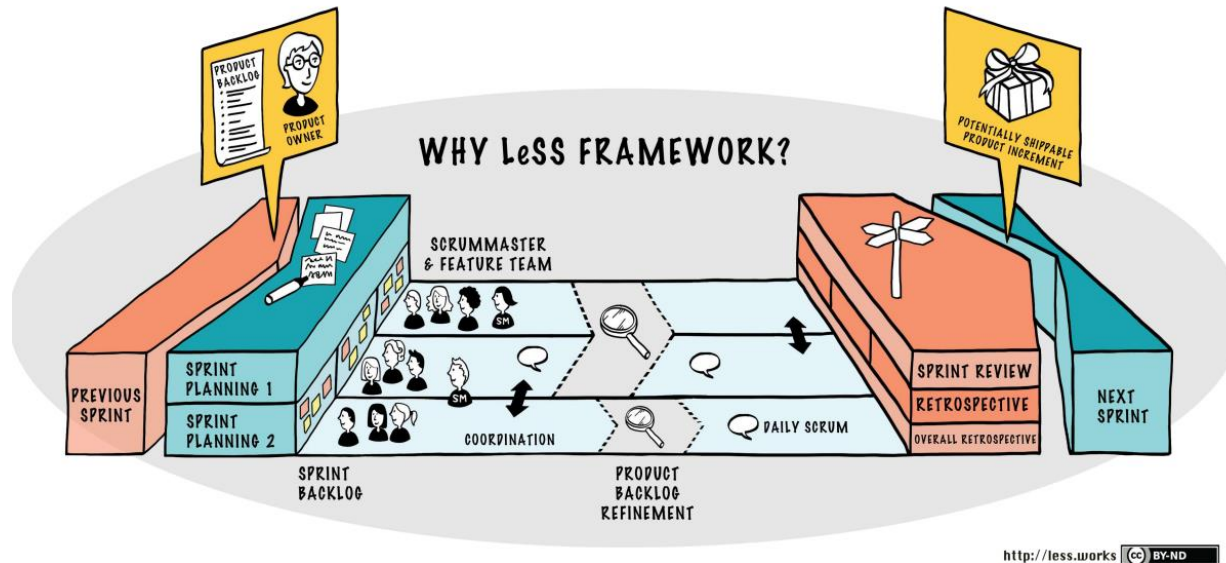 PRODUCT
BACKLOG
PRODUCT
OWNER
WHY LeSS FRAMEWORK?
POTENTIALLY SHIPPABLE
PRODUCT INCREMENT
SCRUMMASTER
& FEATURE TEAM
SM
SM
PREVIOUS
SPRINT
SPRINT
PLANNING 1
SPRINT
PLANNING 2
SPRINT
BACKLOG
COORDINATION
PRODUCT
BACKLOG
REFINEMENT
DAILY SCRUM
SPRINT REVIEW
RETROSPECTIVE
OVERALL RETROSPECTIVE
NEXT
SPRINT
http://less.works cc BY-ND